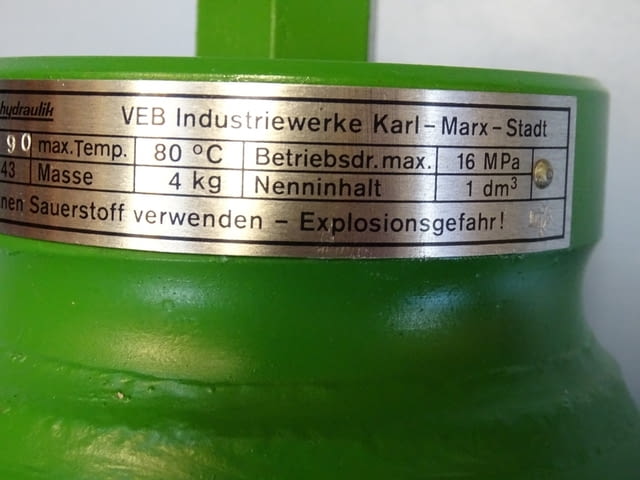 hydraulik VEB Industriewerke Karl-Marx-Stadt
90 max.Temp. 80 °C Betriebsdr.max. 16 MPa
43 Masse 4 kg Nenninhalt 1 dm³
nen Sauerstoff verwenden - Explosionsgefahr!